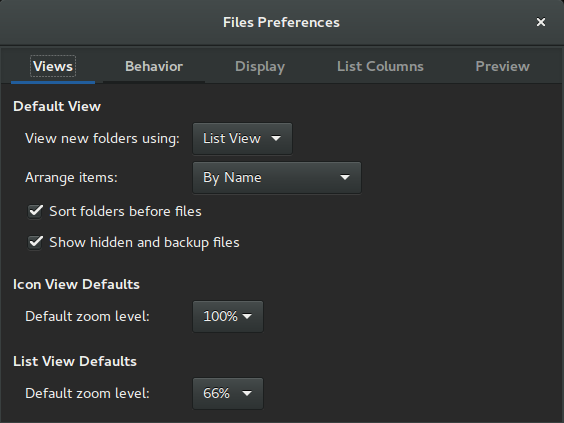 Files Preferences
Views Behavior Display List Columns Preview
Default View
View new folders using: List View
Arrange items: By Name
Sort folders before files
Show hidden and backup files
Icon View Defaults
Default zoom level: 100%
List View Defaults
Default zoom level: 66%